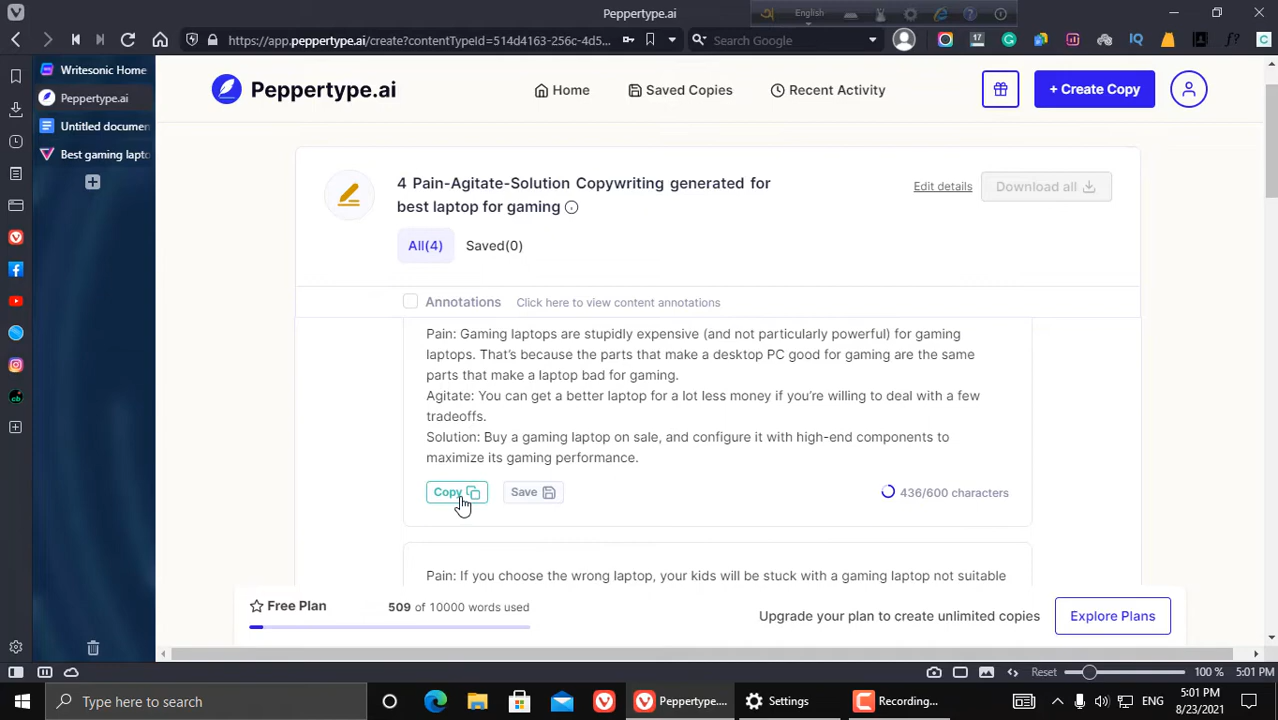 Peppertype.ai
English
https://app.peppertype.ai/create?contentTypeId=514d4163-256c-4d5...
Search Google
17
Writesonic Home
Peppertype.ai
Untitled documen
Best gaming lapto
Peppertype.ai
Home
Saved Copies
Recent Activity
+ Create Copy
4 Pain-Agitate-Solution Copywriting generated for
best laptop for gaming
Edit details
Download all
All(4)
Saved(0)
Annotations
Click here to view content annotations
Pain: Gaming laptops are stupidly expensive (and not particularly powerful) for gaming
laptops. That's because the parts that make a desktop PC good for gaming are the same
parts that make a laptop bad for gaming.
Agitate: You can get a better laptop for a lot less money if you're willing to deal with a few
tradeoffs.
Solution: Buy a gaming laptop on sale, and configure it with high-end components to
maximize its gaming performance.
Copy
Save
436/600 characters
Pain: If you choose the wrong laptop, your kids will be stuck with a gaming laptop not suitable
Free Plan
509 of 10000 words used
Upgrade your plan to create unlimited copies
Explore Plans
Reset
100 %
5:01 PM
Type here to search
Peppertype....
Settings
Recording...
ENG
5:01 PM
8/23/2021